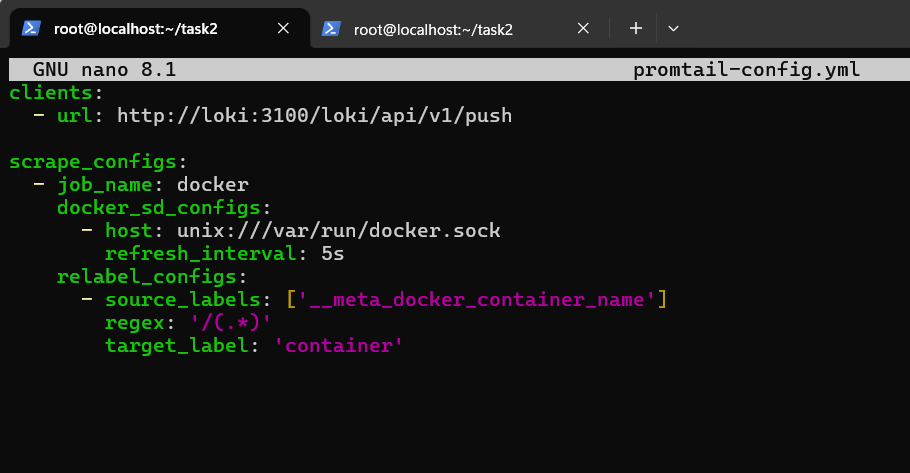 root@localhost:~/task2
root@localhost:~/task2
GNU nano 8.1 promtail-config.yml
clients:
  - url: http://loki:3100/loki/api/v1/push

scrape_configs:
  - job_name: docker
    docker_sd_configs:
      - host: unix:///var/run/docker.sock
        refresh_interval: 5s
    relabel_configs:
      - source_labels: ['__meta_docker_container_name']
        regex: '/(.*)'
        target_label: 'container'